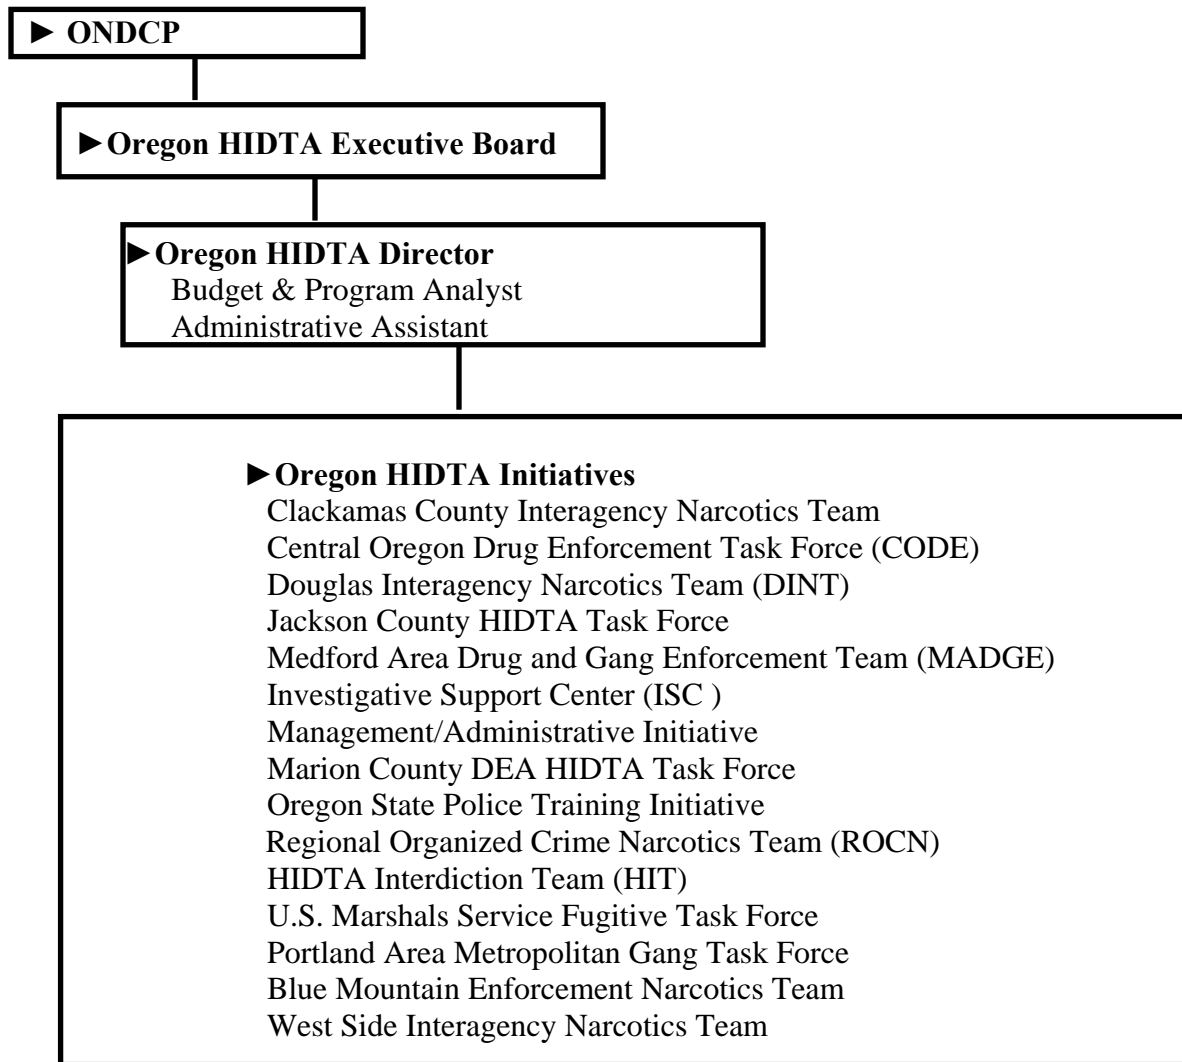 ► ONDCP
►Oregon HIDTA Executive Board
►Oregon HIDTA Director
Budget & Program Analyst
Administrative Assistant
►Oregon HIDTA Initiatives
Clackamas County Interagency Narcotics Team
Central Oregon Drug Enforcement Task Force (CODE)
Douglas Interagency Narcotics Team (DINT)
Jackson County HIDTA Task Force
Medford Area Drug and Gang Enforcement Team (MADGE)
Investigative Support Center (ISC )
Management/Administrative Initiative
Marion County DEA HIDTA Task Force
Oregon State Police Training Initiative
Regional Organized Crime Narcotics Team (ROCN)
HIDTA Interdiction Team (HIT)
U.S. Marshals Service Fugitive Task Force
Portland Area Metropolitan Gang Task Force
Blue Mountain Enforcement Narcotics Team
West Side Interagency Narcotics Team